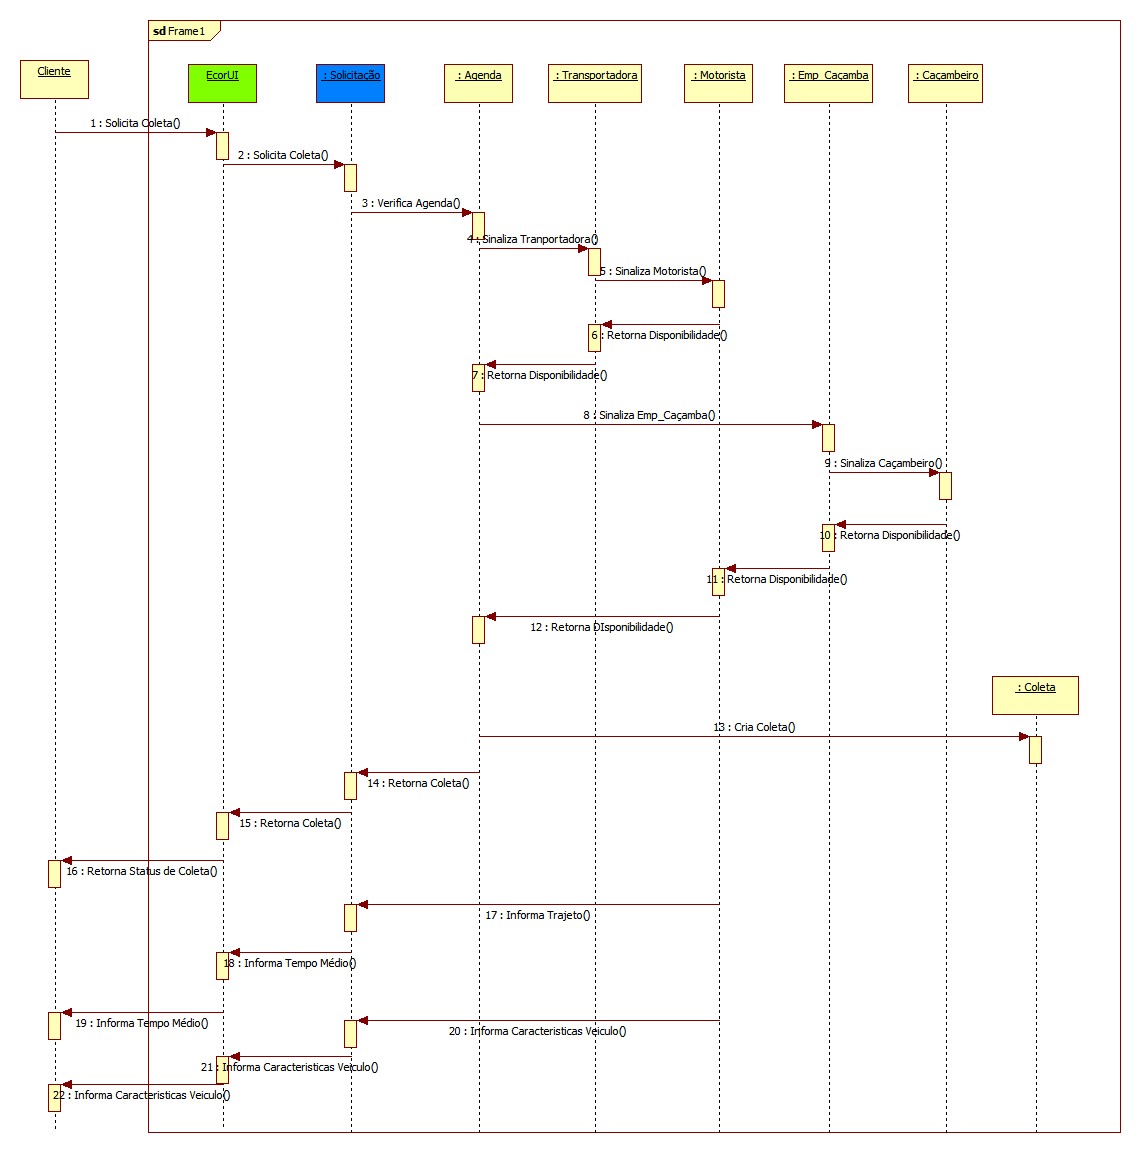 sd Frame1
Cliente
EcorUI
: Solicitação
: Agenda
: Transportadora
: Motorista
: Emp_Caçamba
: Caçambeiro
1 : Solicita Coleta()
2 : Solicita Coleta()
3 : Verifica Agenda()
4 : Sinaliza Tranportadora()
5 : Sinaliza Motorista()
6 : Retorna Disponibilidade()
7 : Retorna Disponibilidade()
8 : Sinaliza Emp_Caçamba()
9 : Sinaliza Caçambeiro()
10 : Retorna Disponibilidade()
11 : Retorna Disponibilidade()
12 : Retorna DIsponibilidade()
: Coleta
13 : Cria Coleta()
14 : Retorna Coleta()
15 : Retorna Coleta()
16 : Retorna Status de Coleta()
17 : Informa Trajeto()
18 : Informa Tempo Médio()
19 : Informa Tempo Médio()
20 : Informa Caracteristicas Veiculo()
21 : Informa Caracteristicas Veiculo()
22 : Informa Caracteristicas Veiculo()